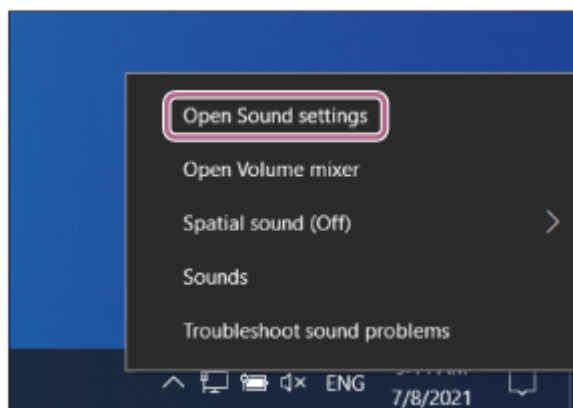 Open Sound settings
Open Volume mixer
Spatial sound (Off)
Sounds
Troubleshoot sound problems
ENG
7/8/2021